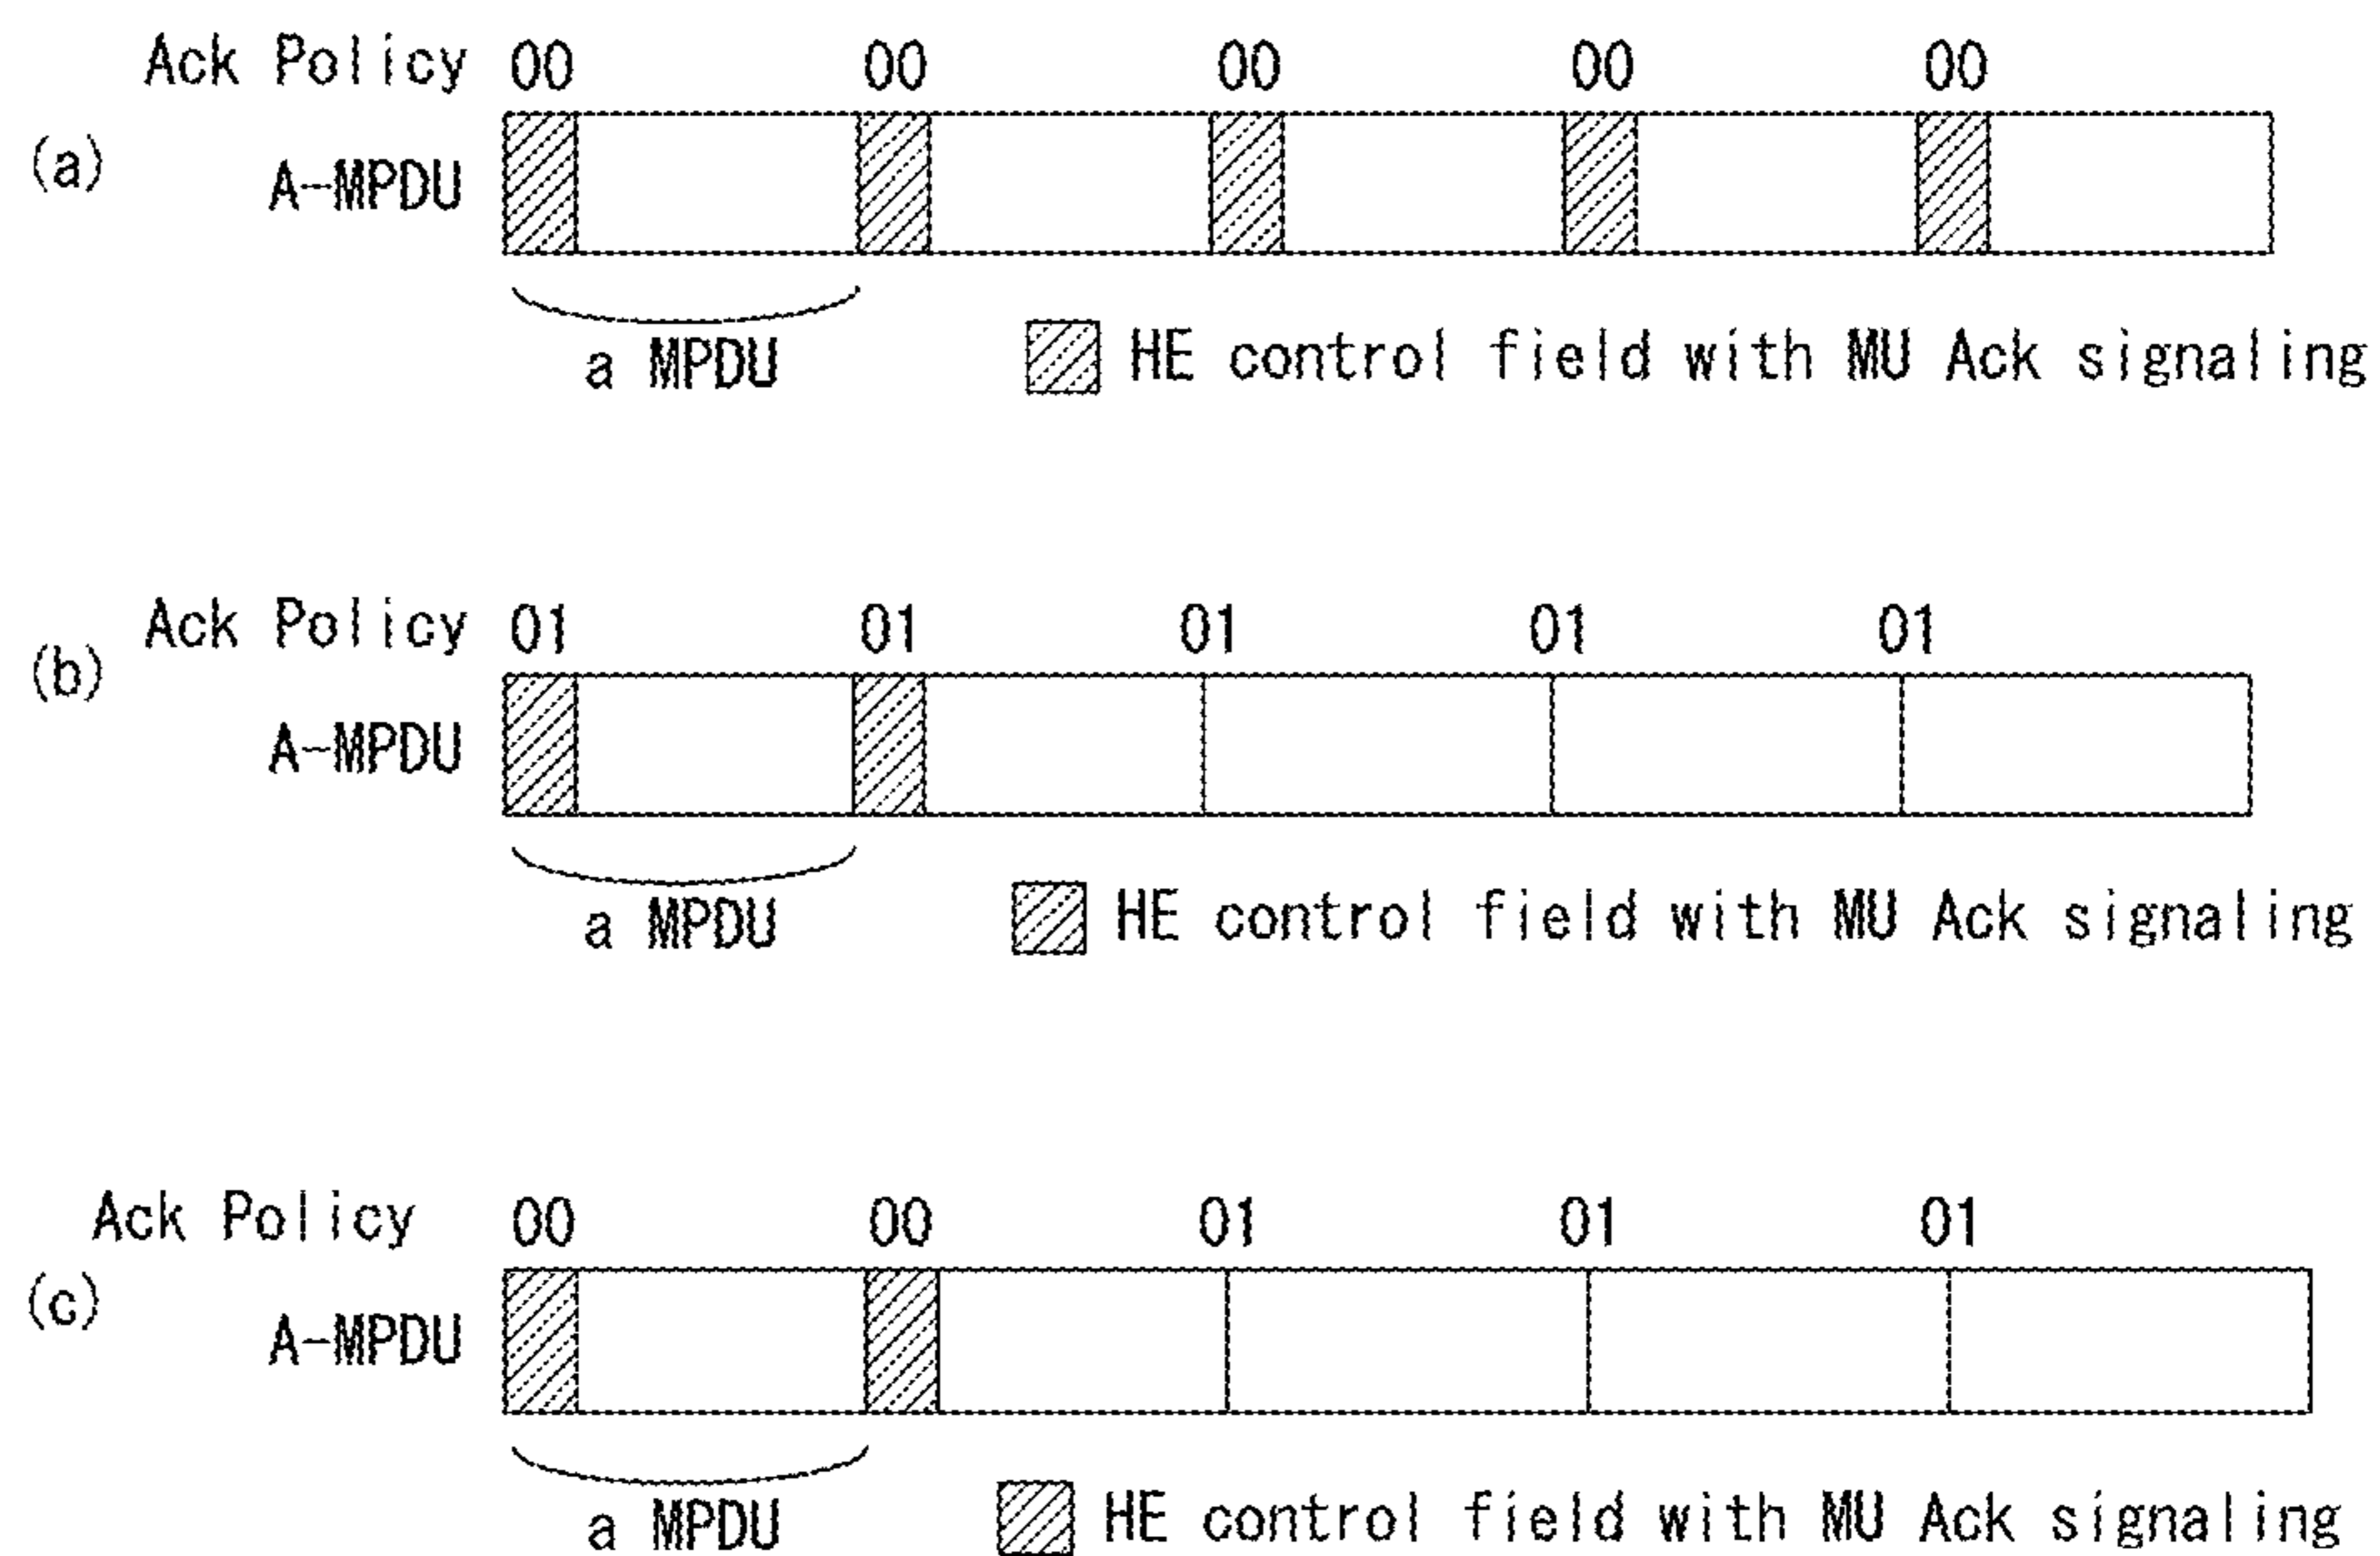 Ack Policy 00 00 00 00 00
(a)
A-MPDU
a MPDU
HE control field with MU Ack signaling
Ack Policy 01 01 01 01 01
(b)
A-MPDU
a MPDU
HE control field with MU Ack signaling
Ack Policy 00 00 01 01 01
(c)
A-MPDU
a MPDU
HE control field with MU Ack signaling